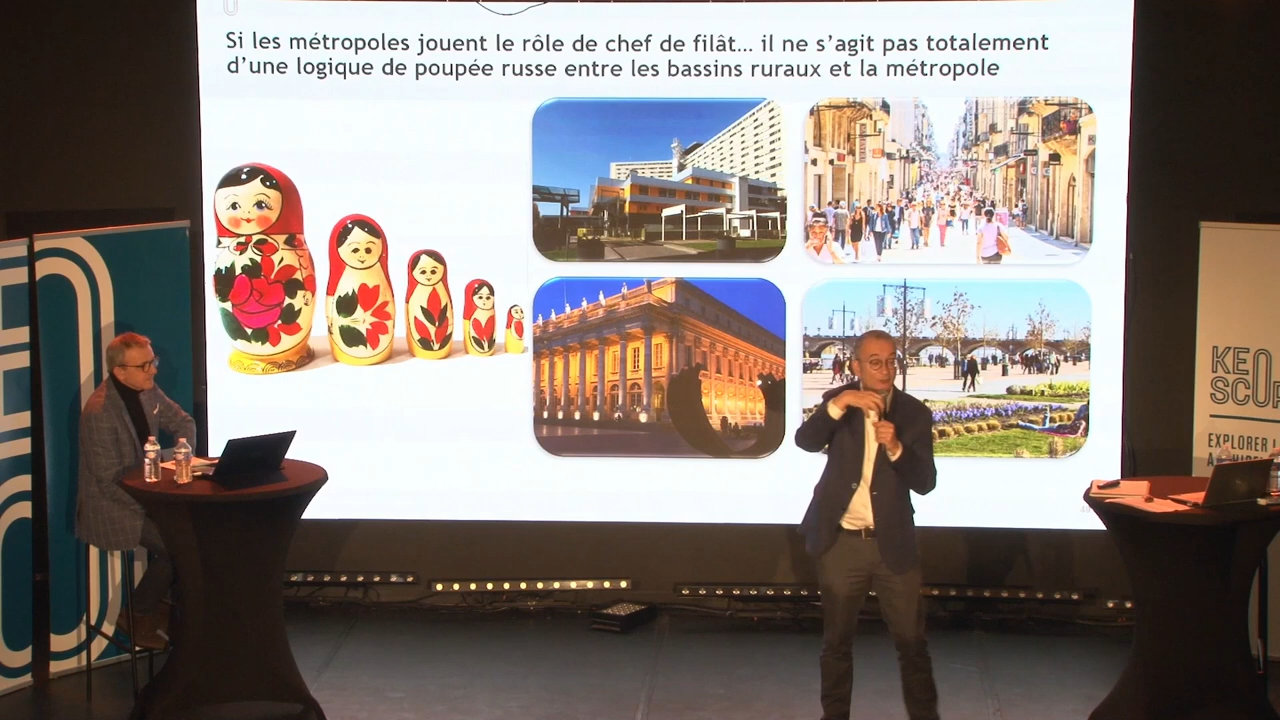 Si les métropoles jouent le rôle de chef de filât... il ne s'agit pas totalement
d'une logique de poupée russe entre les bassins ruraux et la métropole
KEO
SCOP
EXPLORER L